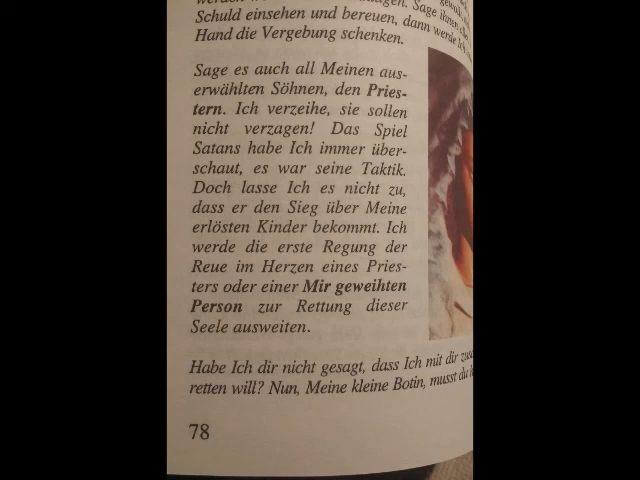 Schuld einsehen und bereuen, dann werde Ich
Hand die Vergebung schenken.
Sage es auch all Meinen aus-
erwählten Söhnen, den Pries-
tern. Ich verzeihe, sie sollen
nicht verzagen! Das Spiel
Satans habe Ich immer über-
schaut, es war seine Taktik.
Doch lasse Ich es nicht zu,
dass er den Sieg über Meine
erlösten Kinder bekommt. Ich
werde die erste Regung der
Reue im Herzen eines Pries-
ters oder einer Mir geweihten
Person zur Rettung dieser
Seele ausweiten.
Habe Ich dir nicht gesagt, dass Ich mit dir
retten will? Nun, Meine kleine Botin, musst du
78